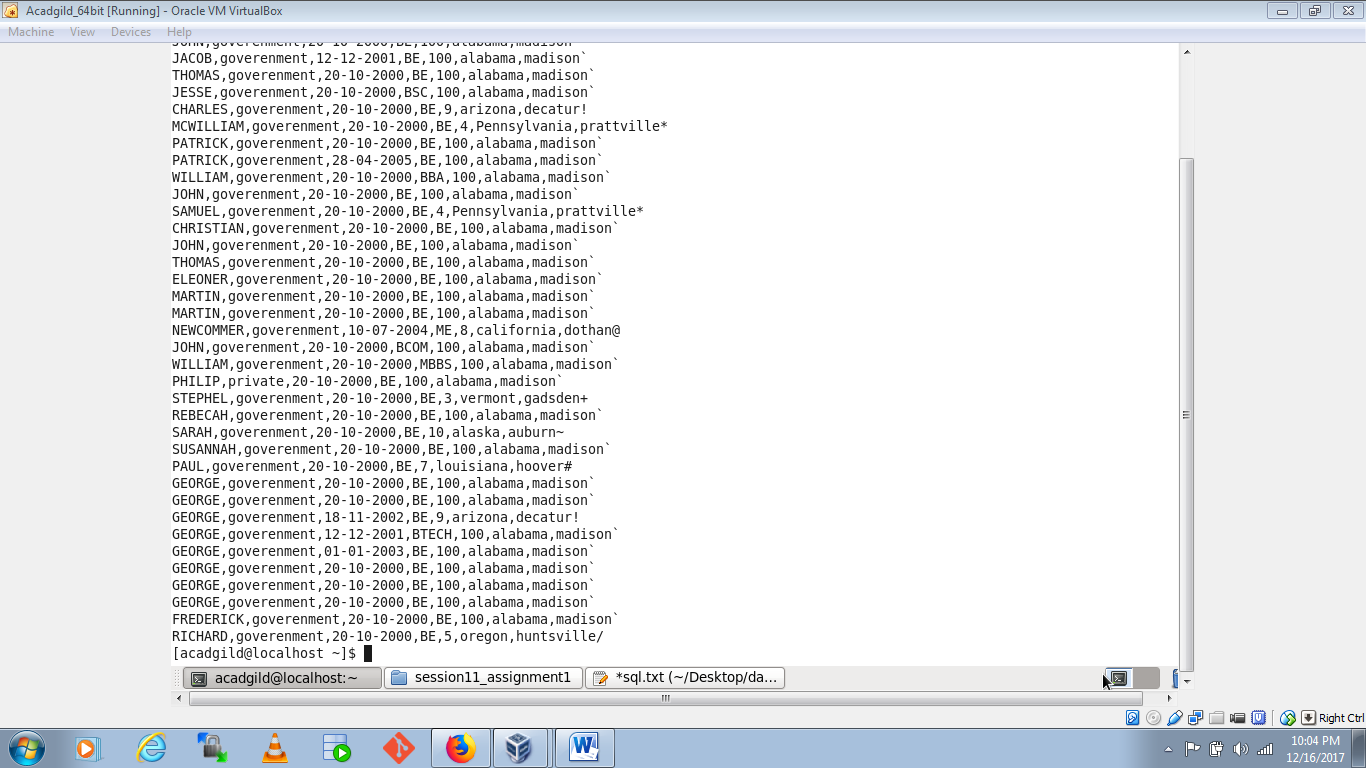 Acadgild_64bit [Running] - Oracle VM VirtualBox
Machine View Devices Help
JOHN,goverenment,20-10-2000,BE,100,alabama,madison`
JACOB,goverenment,12-12-2001,BE,100,alabama,madison`
THOMAS,goverenment,20-10-2000,BE,100,alabama,madison`
JESSE,goverenment,20-10-2000,BSC,100,alabama,madison`
CHARLES,goverenment,20-10-2000,BE,9,arizona,decatur!
MCWILLIAM,goverenment,20-10-2000,BE,4,Pennsylvania,prattville*
PATRICK,goverenment,20-10-2000,BE,100,alabama,madison`
PATRICK,goverenment,28-04-2005,BE,100,alabama,madison`
WILLIAM,goverenment,20-10-2000,BBA,100,alabama,madison`
JOHN,goverenment,20-10-2000,BE,100,alabama,madison`
SAMUEL,goverenment,20-10-2000,BE,4,Pennsylvania,prattville*
CHRISTIAN,goverenment,20-10-2000,BE,100,alabama,madison`
JOHN,goverenment,20-10-2000,BE,100,alabama,madison`
THOMAS,goverenment,20-10-2000,BE,100,alabama,madison`
ELEONER,goverenment,20-10-2000,BE,100,alabama,madison`
MARTIN,goverenment,20-10-2000,BE,100,alabama,madison`
MARTIN,goverenment,20-10-2000,BE,100,alabama,madison`
NEWCOMMER,goverenment,10-07-2004,ME,8,california,dothan@
JOHN,goverenment,20-10-2000,BCOM,100,alabama,madison`
WILLIAM,goverenment,20-10-2000,MBBS,100,alabama,madison`
PHILIP,private,20-10-2000,BE,100,alabama,madison`
STEPHEL,goverenment,20-10-2000,BE,3,vermont,gadsden+
REBECAH,goverenment,20-10-2000,BE,100,alabama,madison`
SARAH,goverenment,20-10-2000,BE,10,alaska,auburn~
SUSANNAH,goverenment,20-10-2000,BE,100,alabama,madison`
PAUL,goverenment,20-10-2000,BE,7,louisiana,hoover#
GEORGE,goverenment,20-10-2000,BE,100,alabama,madison`
GEORGE,goverenment,20-10-2000,BE,100,alabama,madison`
GEORGE,goverenment,18-11-2002,BE,9,arizona,decatur!
GEORGE,goverenment,12-12-2001,BTECH,100,alabama,madison`
GEORGE,goverenment,01-01-2003,BE,100,alabama,madison`
GEORGE,goverenment,20-10-2000,BE,100,alabama,madison`
GEORGE,goverenment,20-10-2000,BE,100,alabama,madison`
GEORGE,goverenment,20-10-2000,BE,100,alabama,madison`
FREDERICK,goverenment,20-10-2000,BE,100,alabama,madison`
RICHARD,goverenment,20-10-2000,BE,5,oregon,huntsville/
[acadgild@localhost ~]$
acadgild@localhost:~ session11_assignment1 *sql.txt (~/Desktop/da...
Right Ctrl
10:04 PM
12/16/2017